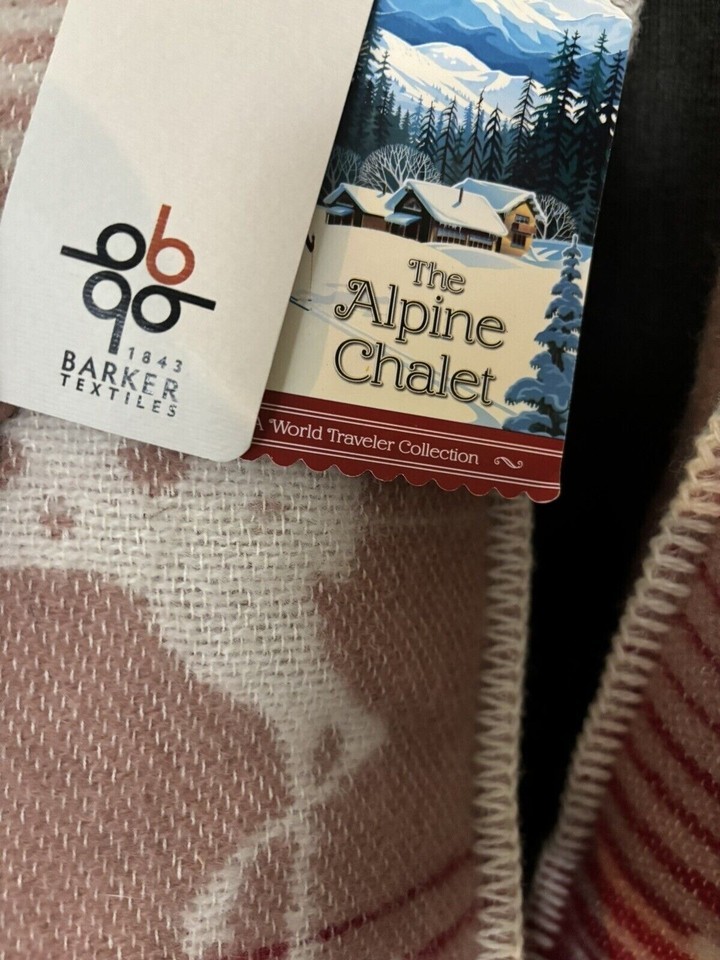 1843
BARKER
TEXTILES
The
Alpine
Chalet
A World Traveler Collection